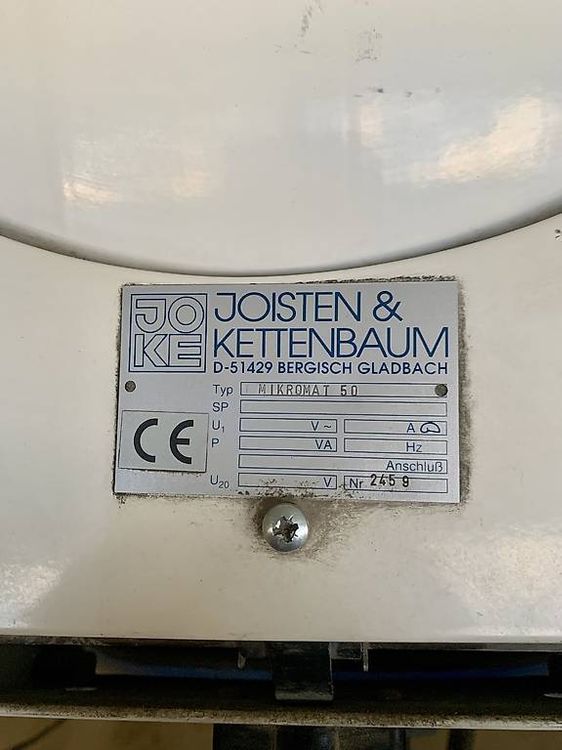 JO
KE
JOISTEN &
KETTENBAUM
D-51429 BERGISCH GLADBACH
Typ MIKROMAT 50
SP
U₁ V~ A
P VA Hz
CE
Anschluß
U₂₀ V Nr 2459